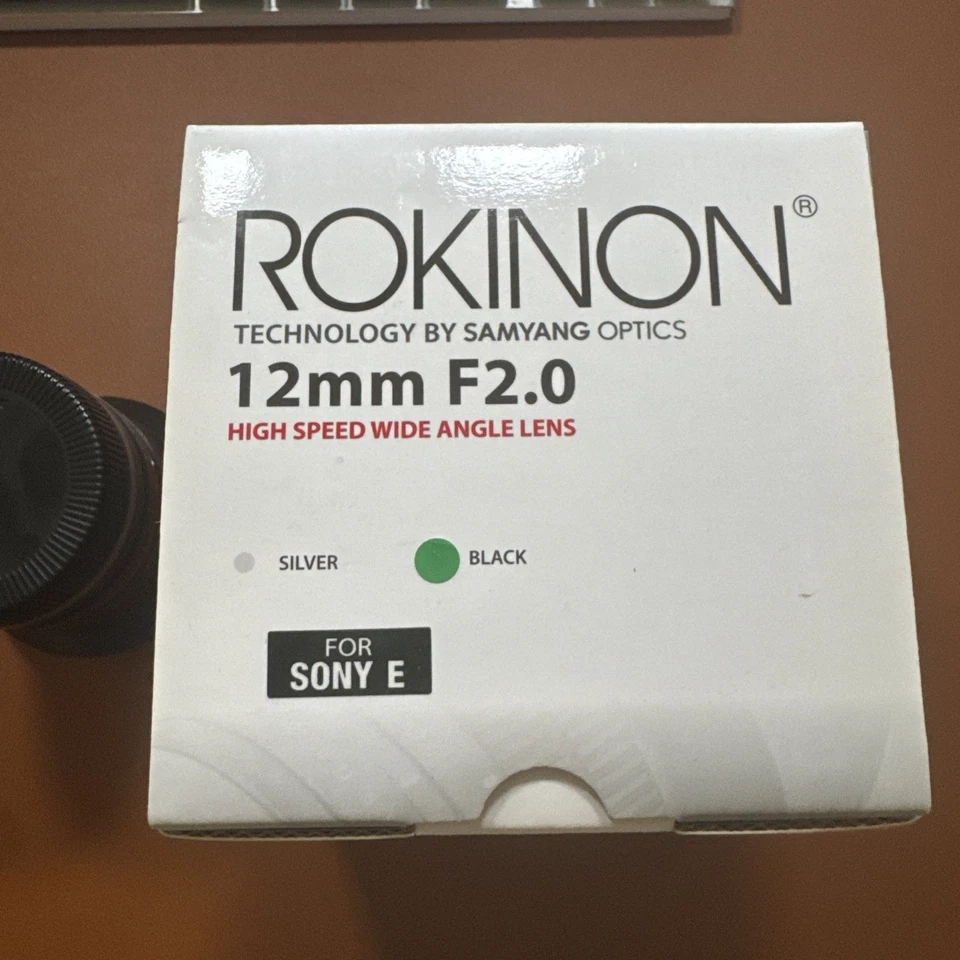 ROKINON®
TECHNOLOGY BY SAMYANG OPTICS
12mm F2.0
HIGH SPEED WIDE ANGLE LENS
SILVER BLACK
FOR
SONY E